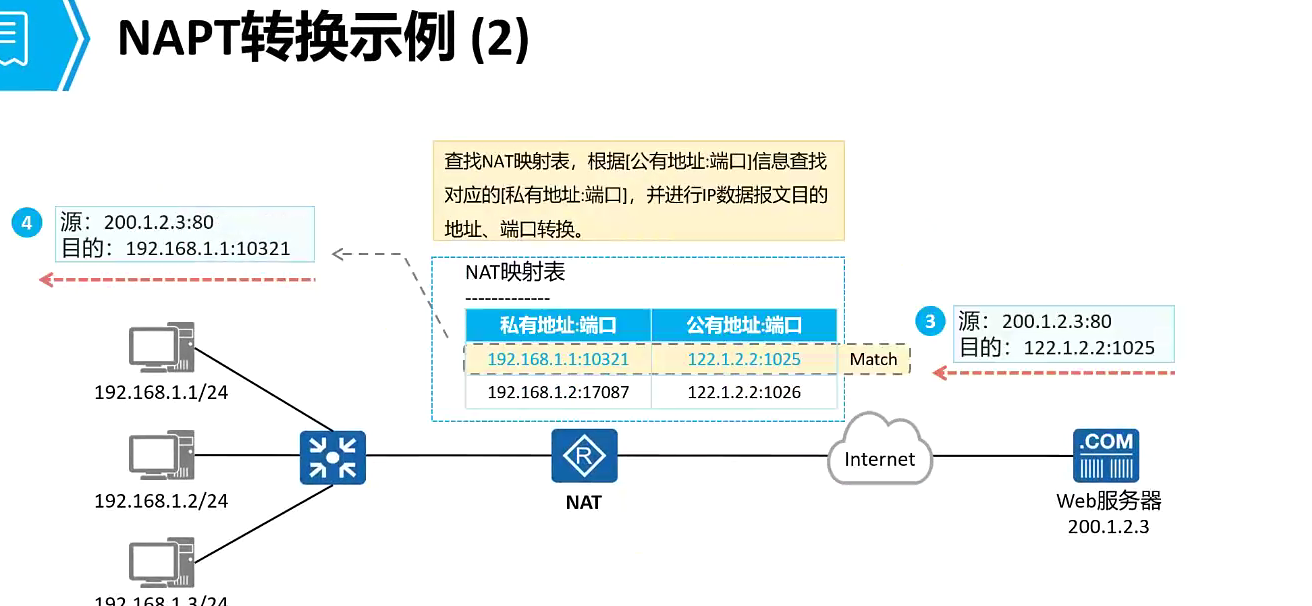 NAPT转换示例 (2)
查找NAT映射表，根据[公有地址:端口]信息查找
对应的[私有地址:端口]，并进行IP数据报文目的
地址、端口转换。
4
源：200.1.2.3:80
目的：192.168.1.1:10321
NAT映射表
-------------
私有地址:端口 公有地址:端口
192.168.1.1:10321 122.1.2.2:1025 Match
192.168.1.2:17087 122.1.2.2:1026
3
源：200.1.2.3:80
目的：122.1.2.2:1025
192.168.1.1/24
192.168.1.2/24
192.168.1.3/24
R
NAT
Internet
.COM
Web服务器
200.1.2.3